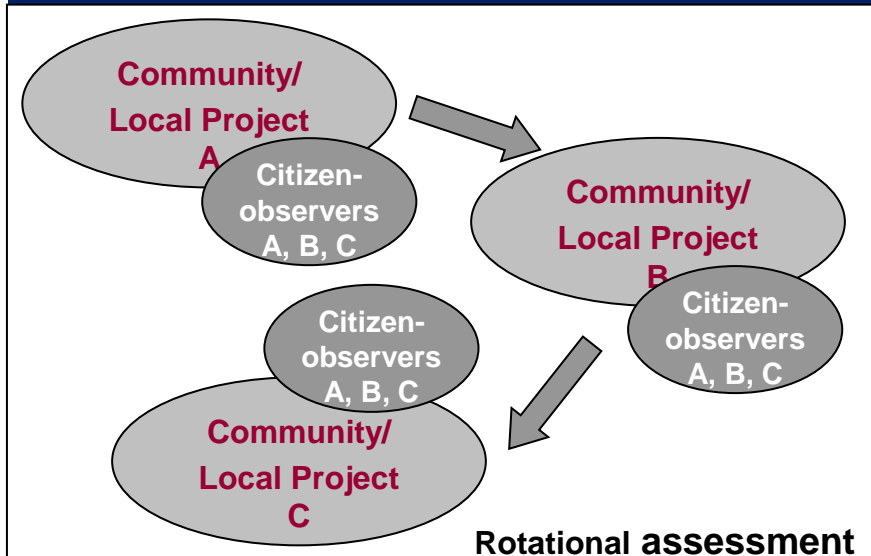 Community/
Local Project
A
Citizen-
observers
A, B, C
Community/
Local Project
B
Citizen-
observers
A, B, C
Citizen-
observers
A, B, C
Community/
Local Project
C
Rotational assessment